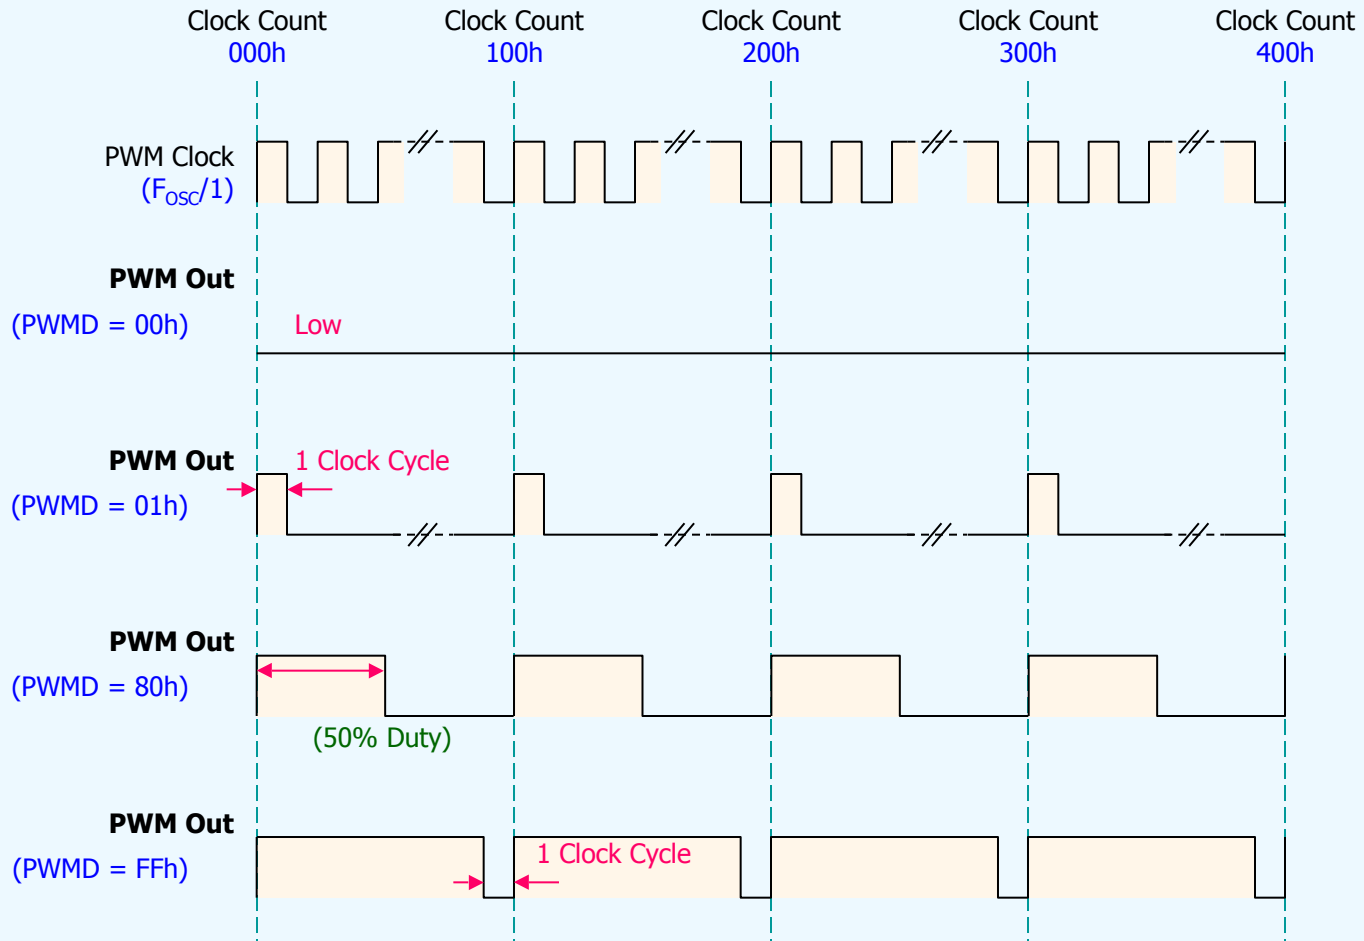 Clock Count Clock Count Clock Count Clock Count Clock Count
000h 100h 200h 300h 400h
PWM Clock
(FOSC/1)
PWM Out
(PWMD = 00h) Low
PWM Out 1 Clock Cycle
(PWMD = 01h)
PWM Out
(PWMD = 80h)
(50% Duty)
PWM Out
1 Clock Cycle
(PWMD = FFh)